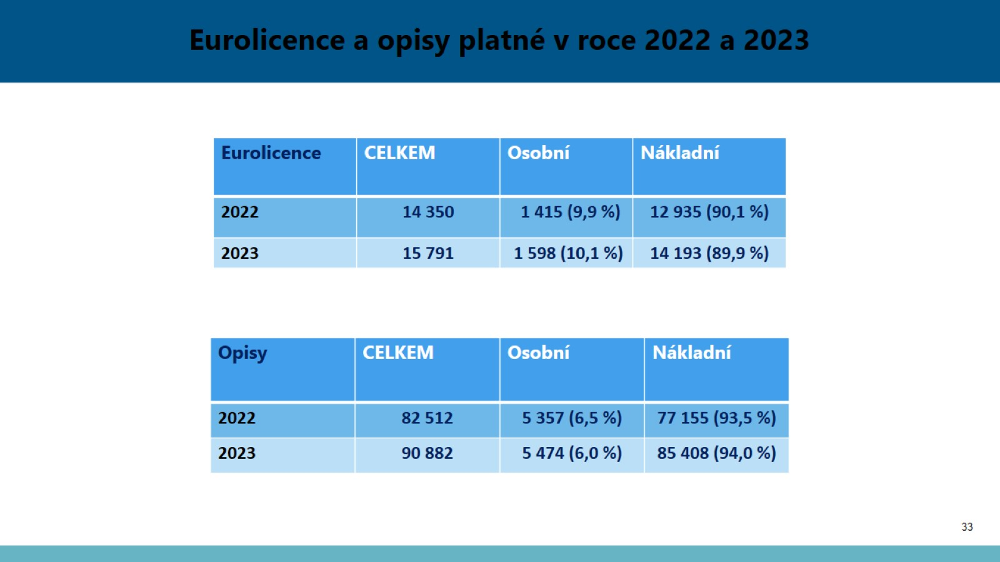 Eurolicence a opisy platné v roce 2022 a 2023
Eurolicence CELKEM Osobní Nákladní
2022 14 350 1 415 (9,9 %) 12 935 (90,1 %)
2023 15 791 1 598 (10,1 %) 14 193 (89,9 %)
Opisy CELKEM Osobní Nákladní
2022 82 512 5 357 (6,5 %) 77 155 (93,5 %)
2023 90 882 5 474 (6,0 %) 85 408 (94,0 %)
33